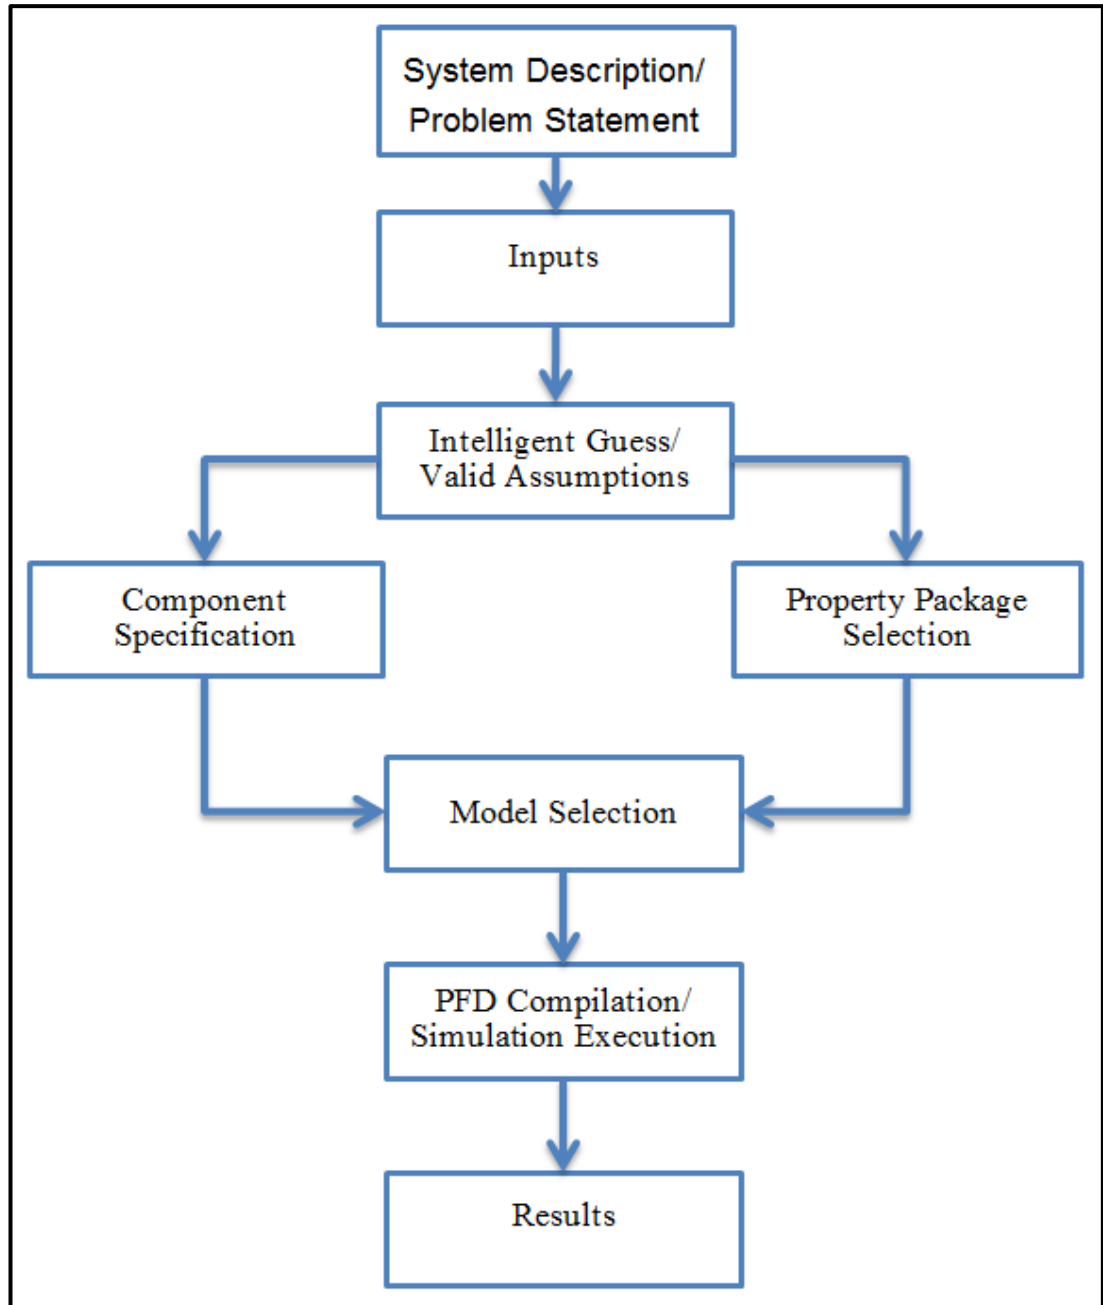 System Description/
Problem Statement
Inputs
Intelligent Guess/
Valid Assumptions
Component
Specification
Property Package
Selection
Model Selection
PFD Compilation/
Simulation Execution
Results